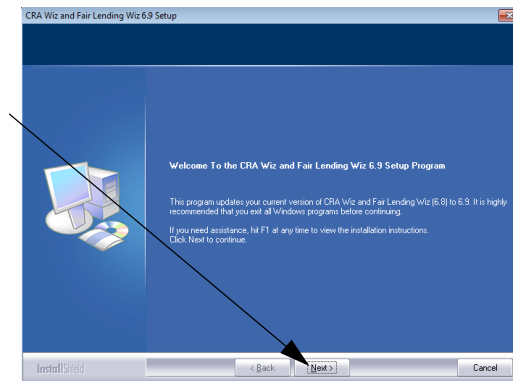 CRA Wiz and Fair Lending Wiz 6.9 Setup
Welcome To the CRA Wiz and Fair Lending Wiz 6.9 Setup Program
This program updates your current version of CRA Wiz and Fair Lending Wiz (6.8) to 6.9. It is highly
recommended that you exit all Windows programs before continuing.
If you need assistance, hit F1 at any time to view the installation instructions.
Click Next to continue.
InstallShield
< Back
Next >
Cancel